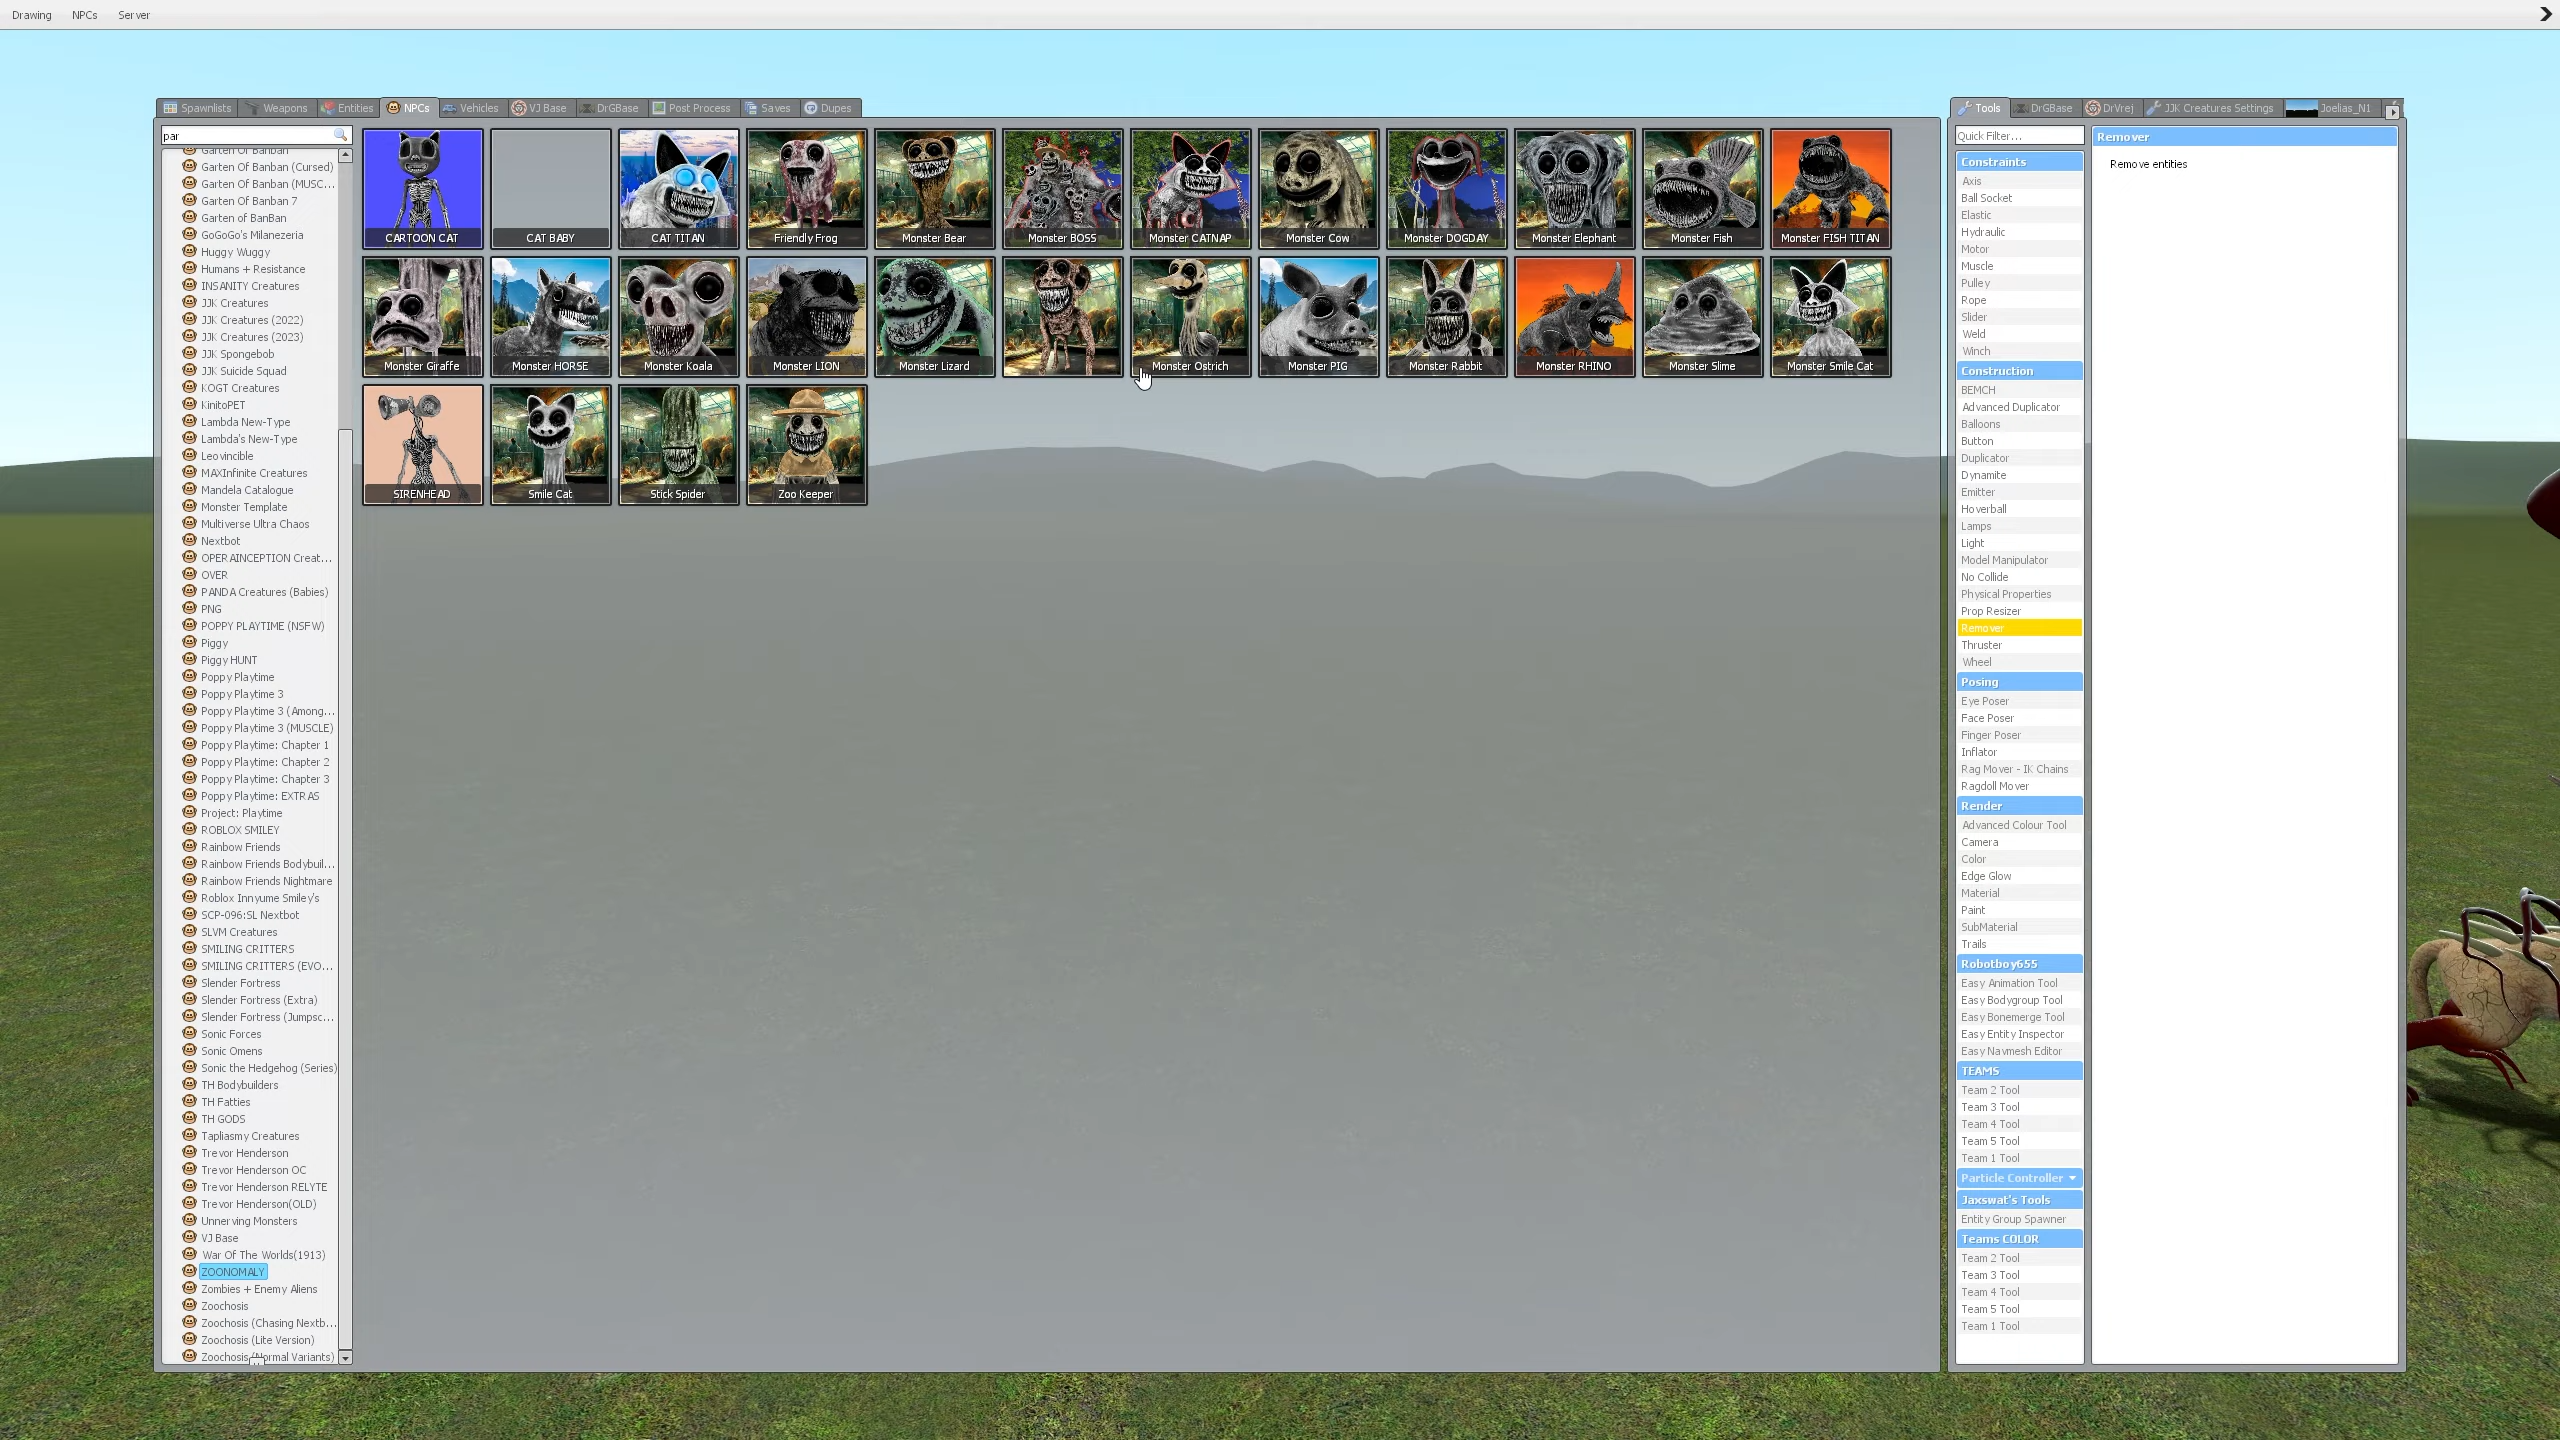 Drawing NPCs Server
Spawnlists Weapons Entities NPCs Vehicles VJ Base DrGBase Post Process Saves Dupes
par
Garten Of Banban
Garten Of Banban (Cursed)
Garten Of Banban (MUSC...
Garten Of Banban 7
Garten of BanBan
GoGoGo's Milanezeria
Huggy Wuggy
Humans + Resistance
INSANITY Creatures
JJK Creatures
JJK Creatures (2022)
JJK Creatures (2023)
JJK Spongebob
JJK Suicide Squad
KOGT Creatures
KinitoPET
Lambda New-Type
Lambda's New-Type
Leovincible
MAXInfinite Creatures
Mandela Catalogue
Monster Template
Multiverse Ultra Chaos
Nextbot
OPERAINCEPTION Creat...
OVER
PANDA Creatures (Babies)
PNG
POPPY PLAYTIME (NSFW)
Piggy
Piggy HUNT
Poppy Playtime
Poppy Playtime 3
Poppy Playtime 3 (Among...
Poppy Playtime 3 (MUSCLE)
Poppy Playtime: Chapter 1
Poppy Playtime: Chapter 2
Poppy Playtime: Chapter 3
Poppy Playtime: EXTRAS
Project: Playtime
ROBLOX SMILEY
Rainbow Friends
Rainbow Friends Bodybuil...
Rainbow Friends Nightmare
Roblox Innyume Smiley's
SCP-096:SL Nextbot
SLVM Creatures
SMILING CRITTERS
SMILING CRITTERS (EVO...
Slender Fortress
Slender Fortress (Extra)
Slender Fortress (Jumpsc...
Sonic Forces
Sonic Omens
Sonic the Hedgehog (Series)
TH Bodybuilders
TH Fatties
TH GODS
Tapliasmy Creatures
Trevor Henderson
Trevor Henderson OC
Trevor Henderson RELYTE
Trevor Henderson(OLD)
Unnerving Monsters
VJ Base
War Of The Worlds(1913)
ZOONOMALY
Zombies + Enemy Aliens
Zoochosis
Zoochosis (Chasing Nextb...
Zoochosis (Lite Version)
Zoochosis (Normal Variants)
CARTOON CAT CAT BABY CAT TITAN Friendly Frog Monster Bear Monster BOSS Monster CATNAP Monster Cow Monster DOGDAY Monster Elephant Monster Fish Monster FISH TITAN
Monster Giraffe Monster HORSE Monster Koala Monster LION Monster Lizard Monster Ostrich Monster PIG Monster Rabbit Monster RHINO Monster Slime Monster Smile Cat
SIRENHEAD Smile Cat Stick Spider Zoo Keeper
Tools DrGBase DrVrej JJK Creatures Settings Joelias_N1
Quick Filter...
Constraints
Axis
Ball Socket
Elastic
Hydraulic
Motor
Muscle
Pulley
Rope
Slider
Weld
Winch
Construction
BEMCH
Advanced Duplicator
Balloons
Button
Duplicator
Dynamite
Emitter
Hoverball
Lamps
Light
Model Manipulator
No Collide
Physical Properties
Prop Resizer
Remover
Thruster
Wheel
Posing
Eye Poser
Face Poser
Finger Poser
Inflator
Rag Mover - IK Chains
Ragdoll Mover
Render
Advanced Colour Tool
Camera
Color
Edge Glow
Material
Paint
SubMaterial
Trails
Robotboy655
Easy Animation Tool
Easy Bodygroup Tool
Easy Bonemerge Tool
Easy Entity Inspector
Easy Navmesh Editor
TEAMS
Team 2 Tool
Team 3 Tool
Team 4 Tool
Team 5 Tool
Team 1 Tool
Particle Controller
Jaxswat's Tools
Entity Group Spawner
Teams COLOR
Team 2 Tool
Team 3 Tool
Team 4 Tool
Team 5 Tool
Team 1 Tool
Remover
Remove entities